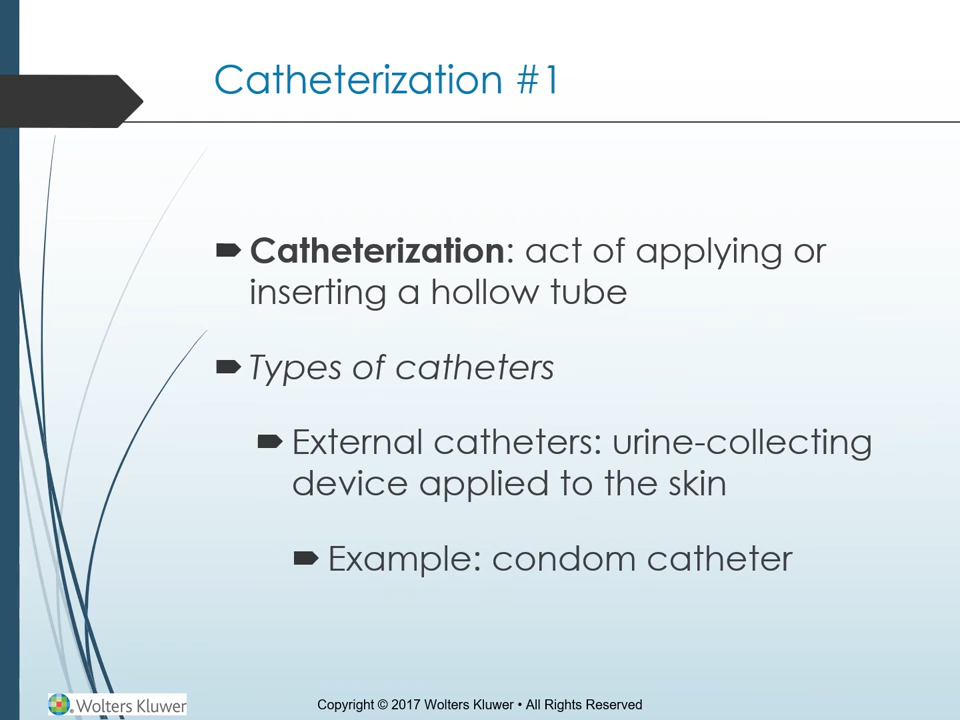 Catheterization #1
Catheterization: act of applying or
inserting a hollow tube
Types of catheters
External catheters: urine-collecting
device applied to the skin
Example: condom catheter
Wolters Kluwer
Copyright © 2017 Wolters Kluwer • All Rights Reserved